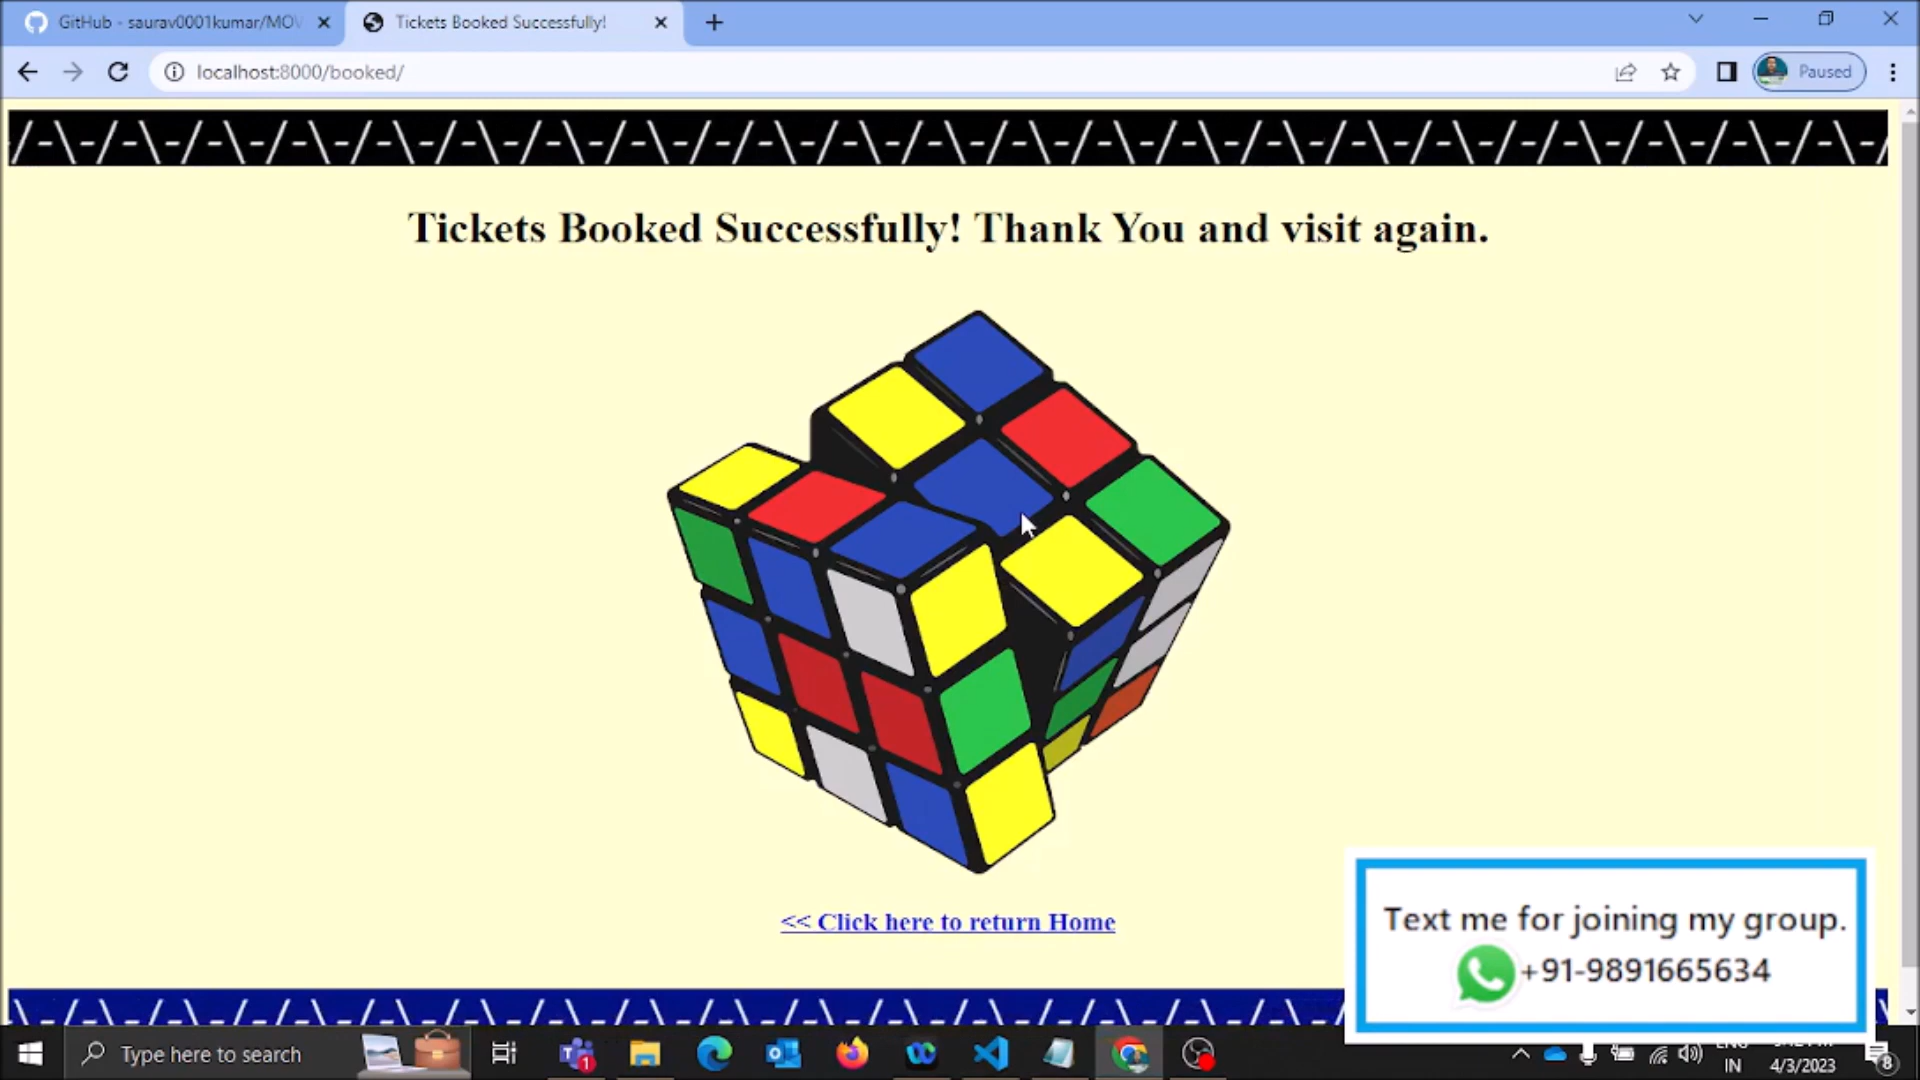 GitHub - saurav0001kumar/MOV
Tickets Booked Successfully!
localhost:8000/booked/
Paused
/-\-/-\-/-\-/-\-/-\-/-\-/-\-/-\-/-\-/-\-/-\-/-\-/-\-/-\-/-\-/-\-/-\-/-\-/-\-/-\-/-\-/-\-/
Tickets Booked Successfully! Thank You and visit again.
<< Click here to return Home
Text me for joining my group.
+91-9891665634
Type here to search
1
IN
4/3/2023
8